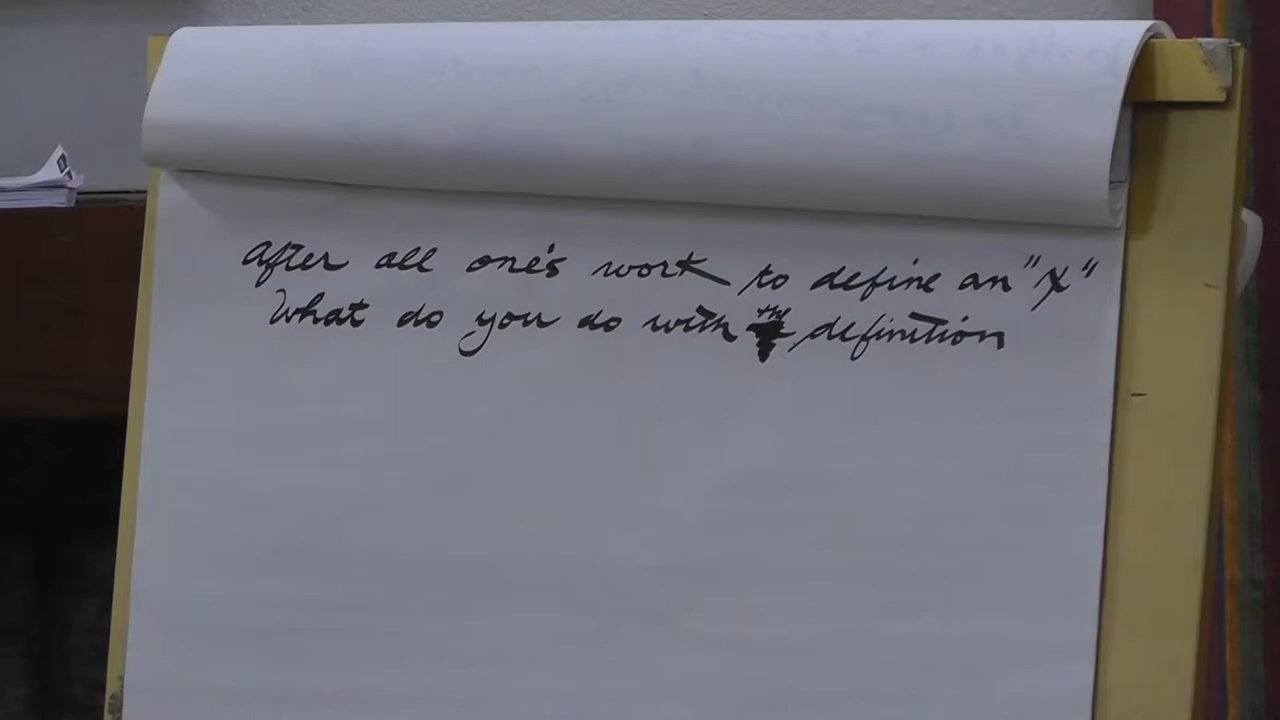 after all one's work to define an "X"
What do you do with the definition